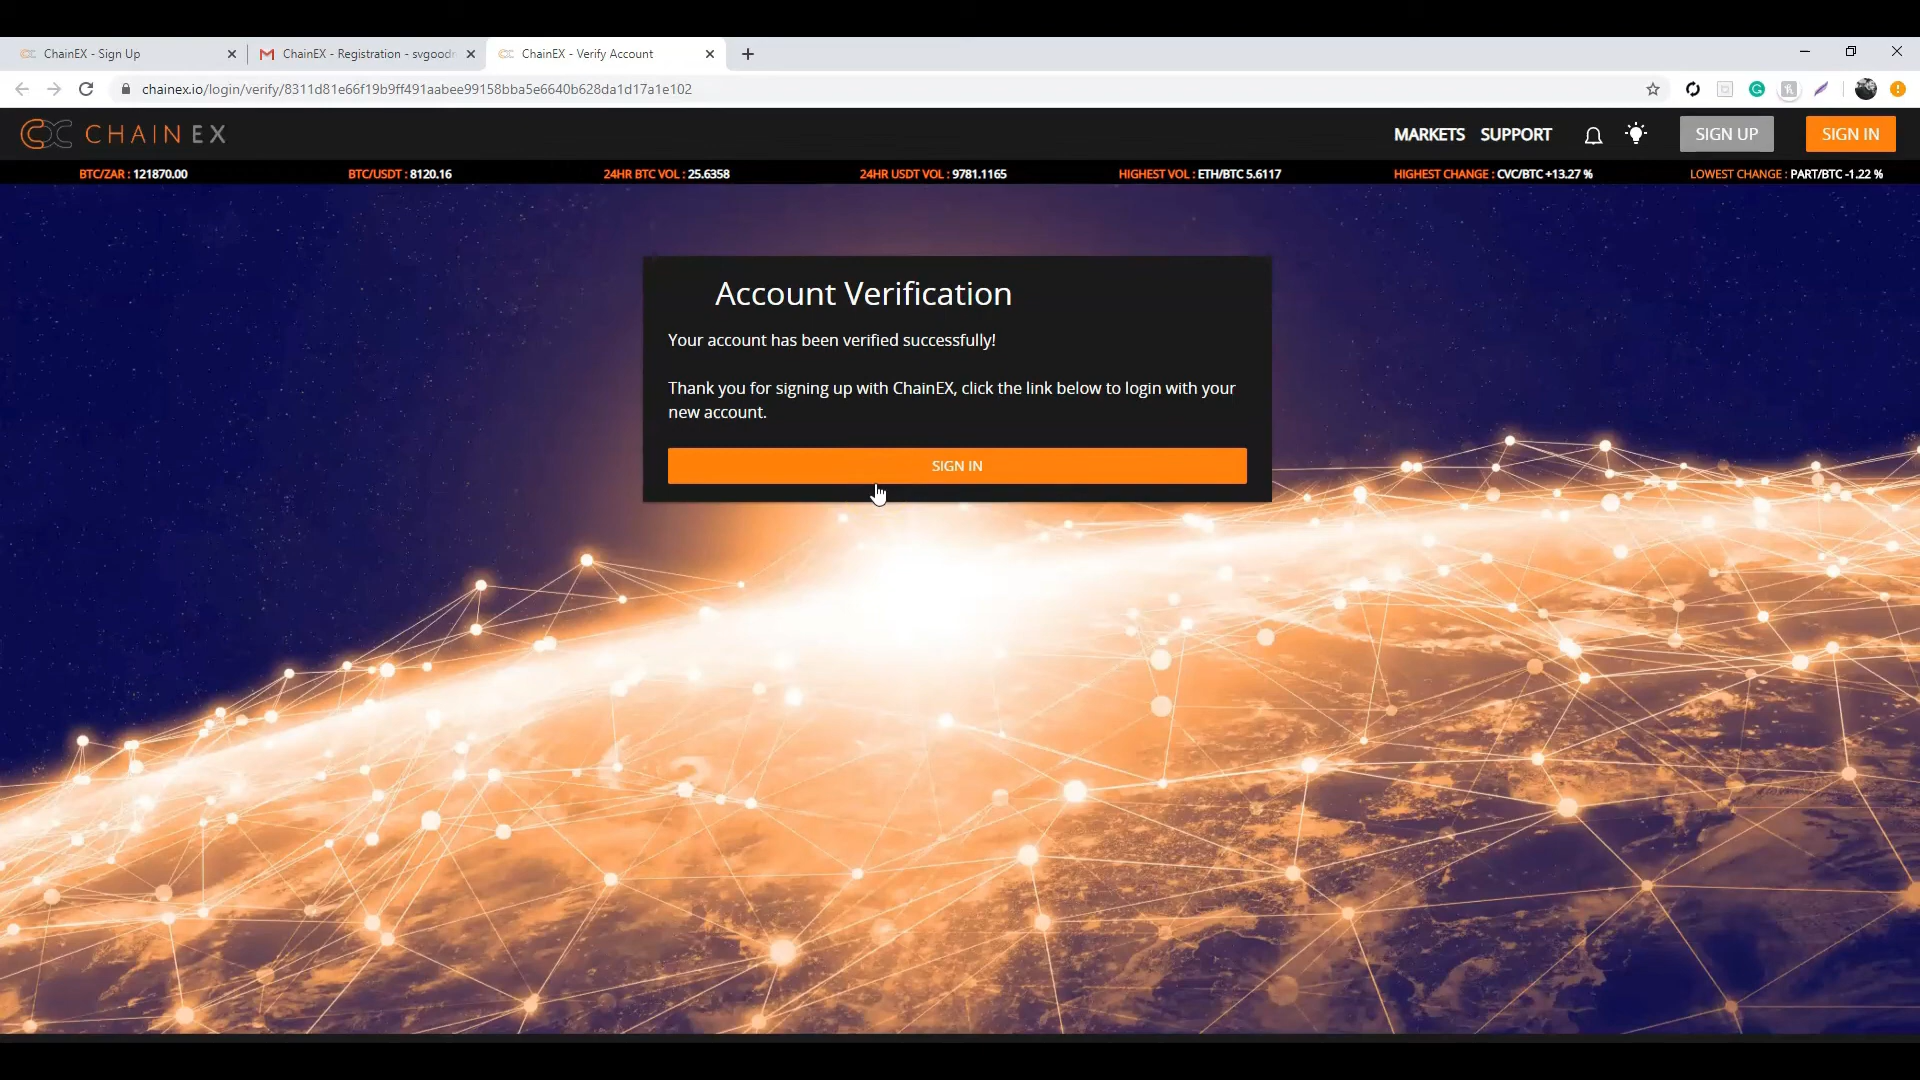 ChainEX - Sign Up
ChainEX - Registration - svgood
ChainEX - Verify Account
chainex.io/login/verify/8311d81e66f19b9ff491aabee99158bba5e6640b628da1d17a1e102
CHAINEX
MARKETS SUPPORT SIGN UP SIGN IN
BTC/ZAR : 121870.00 BTC/USDT : 8120.16 24HR BTC VOL : 25.6358 24HR USDT VOL : 9781.1165 HIGHEST VOL : ETH/BTC 5.6117 HIGHEST CHANGE : CVC/BTC +13.27 % LOWEST CHANGE : PART/BTC -1.22 %
Account Verification
Your account has been verified successfully!
Thank you for signing up with ChainEX, click the link below to login with your
new account.
SIGN IN